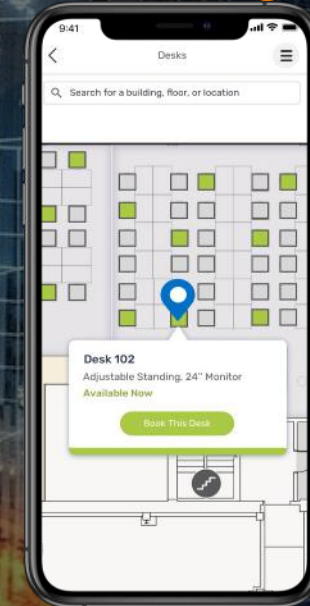 9:41
Desks
Search for a building, floor, or location
Desk 102
Adjustable Standing, 24" Monitor
Available Now
Book This Desk